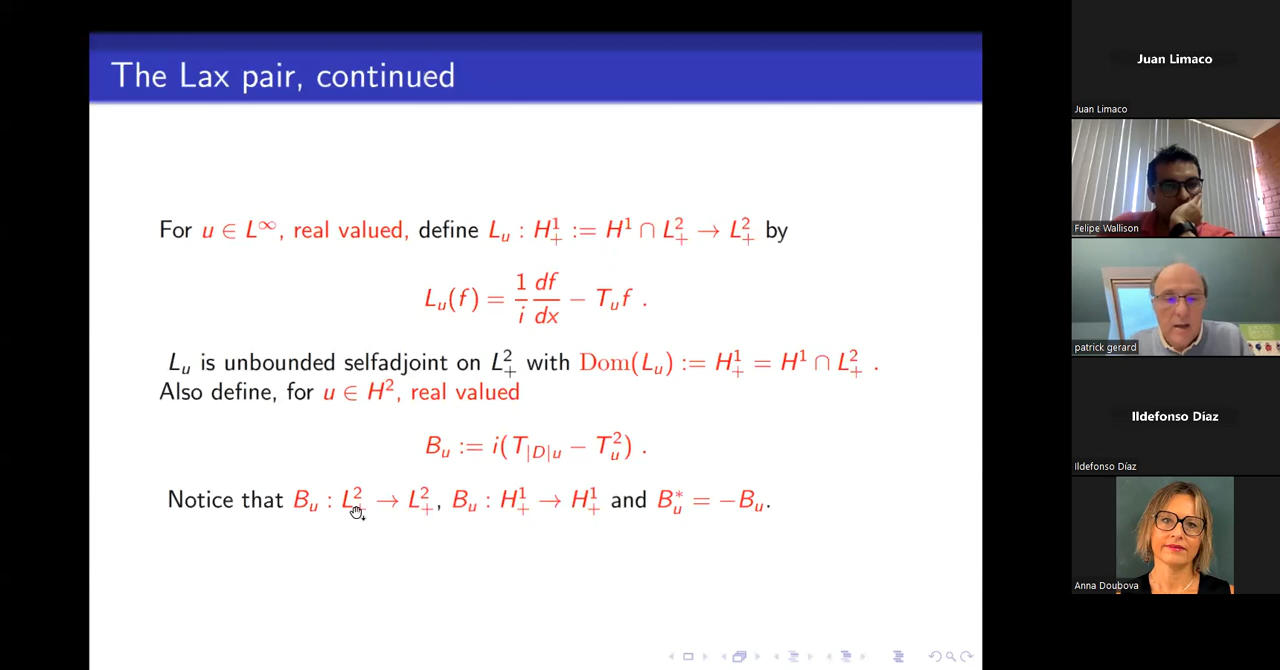 The Lax pair, continued
For u ∈ L^∞, real valued, define L_u : H^1_+ := H^1 ∩ L^2_+ → L^2_+ by
L_u(f) = \frac{1}{i} \frac{df}{dx} − T_u f .
L_u is unbounded selfadjoint on L^2_+ with Dom(L_u) := H^1_+ = H^1 ∩ L^2_+ .
Also define, for u ∈ H^2, real valued
B_u := i(T_{|D|u} − T_u^2) .
Notice that B_u : L^2_+ → L^2_+, B_u : H^1_+ → H^1_+ and B_u^* = −B_u.
Juan Limaco
Juan Limaco
Felipe Wallison
patrick gerard
Ildefonso Díaz
Ildefonso Díaz
Anna Doubova